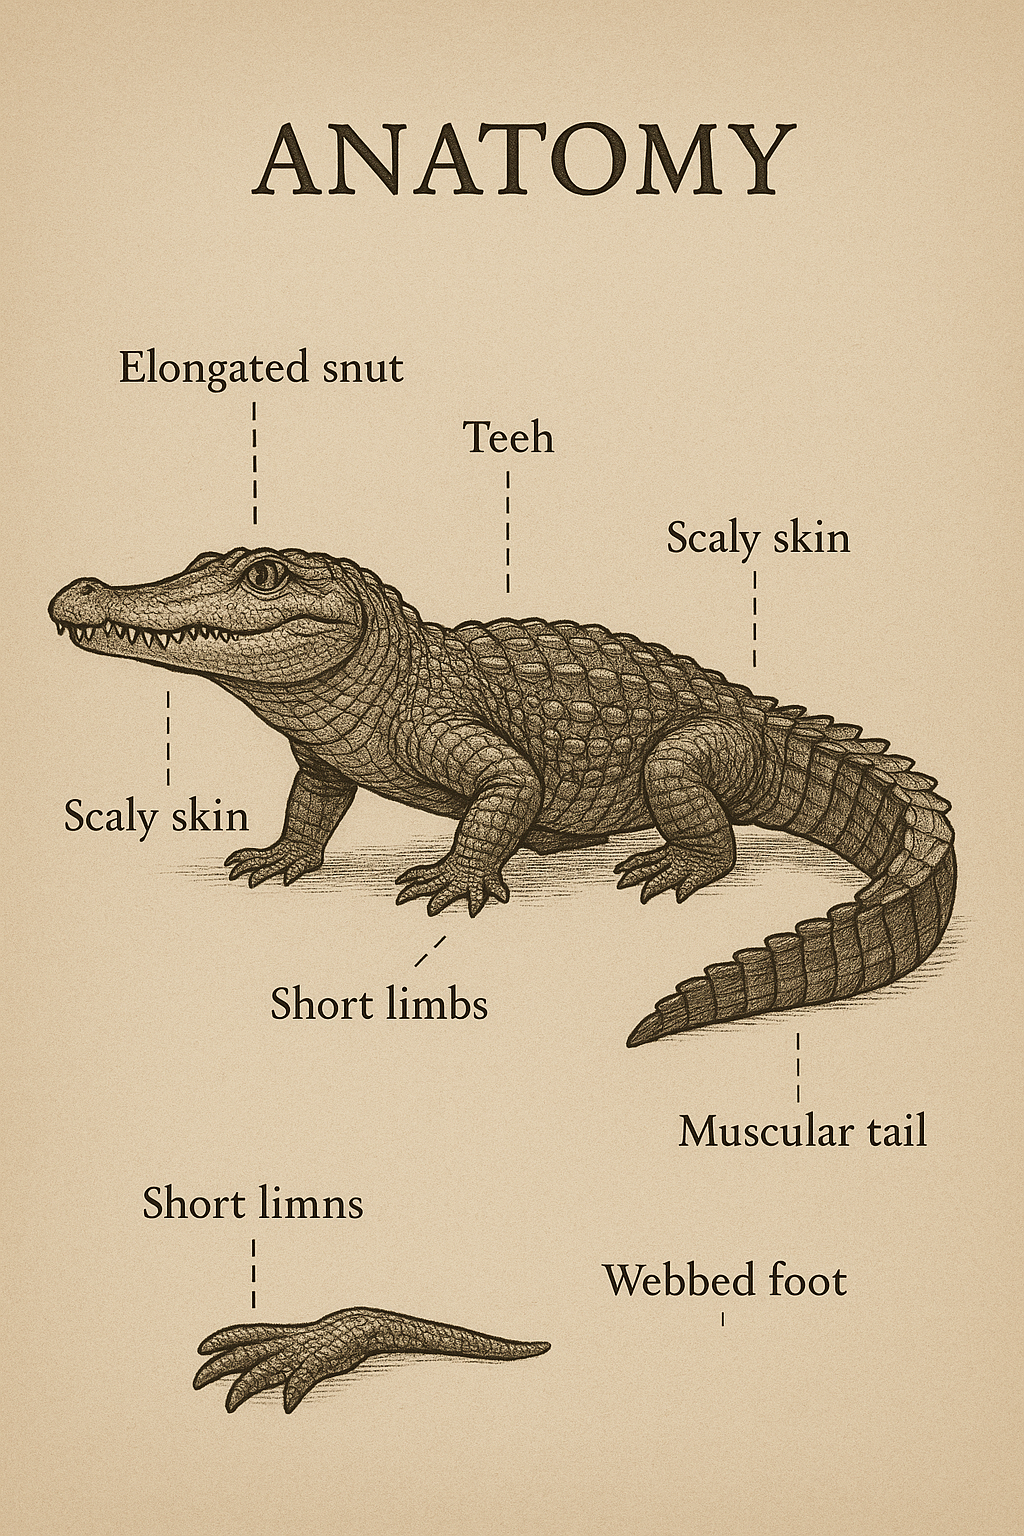 ANATOMY
Elongated snut
Teeh
Scaly skin
Scaly skin
Short limbs
Muscular tail
Short limns
Webbed foot